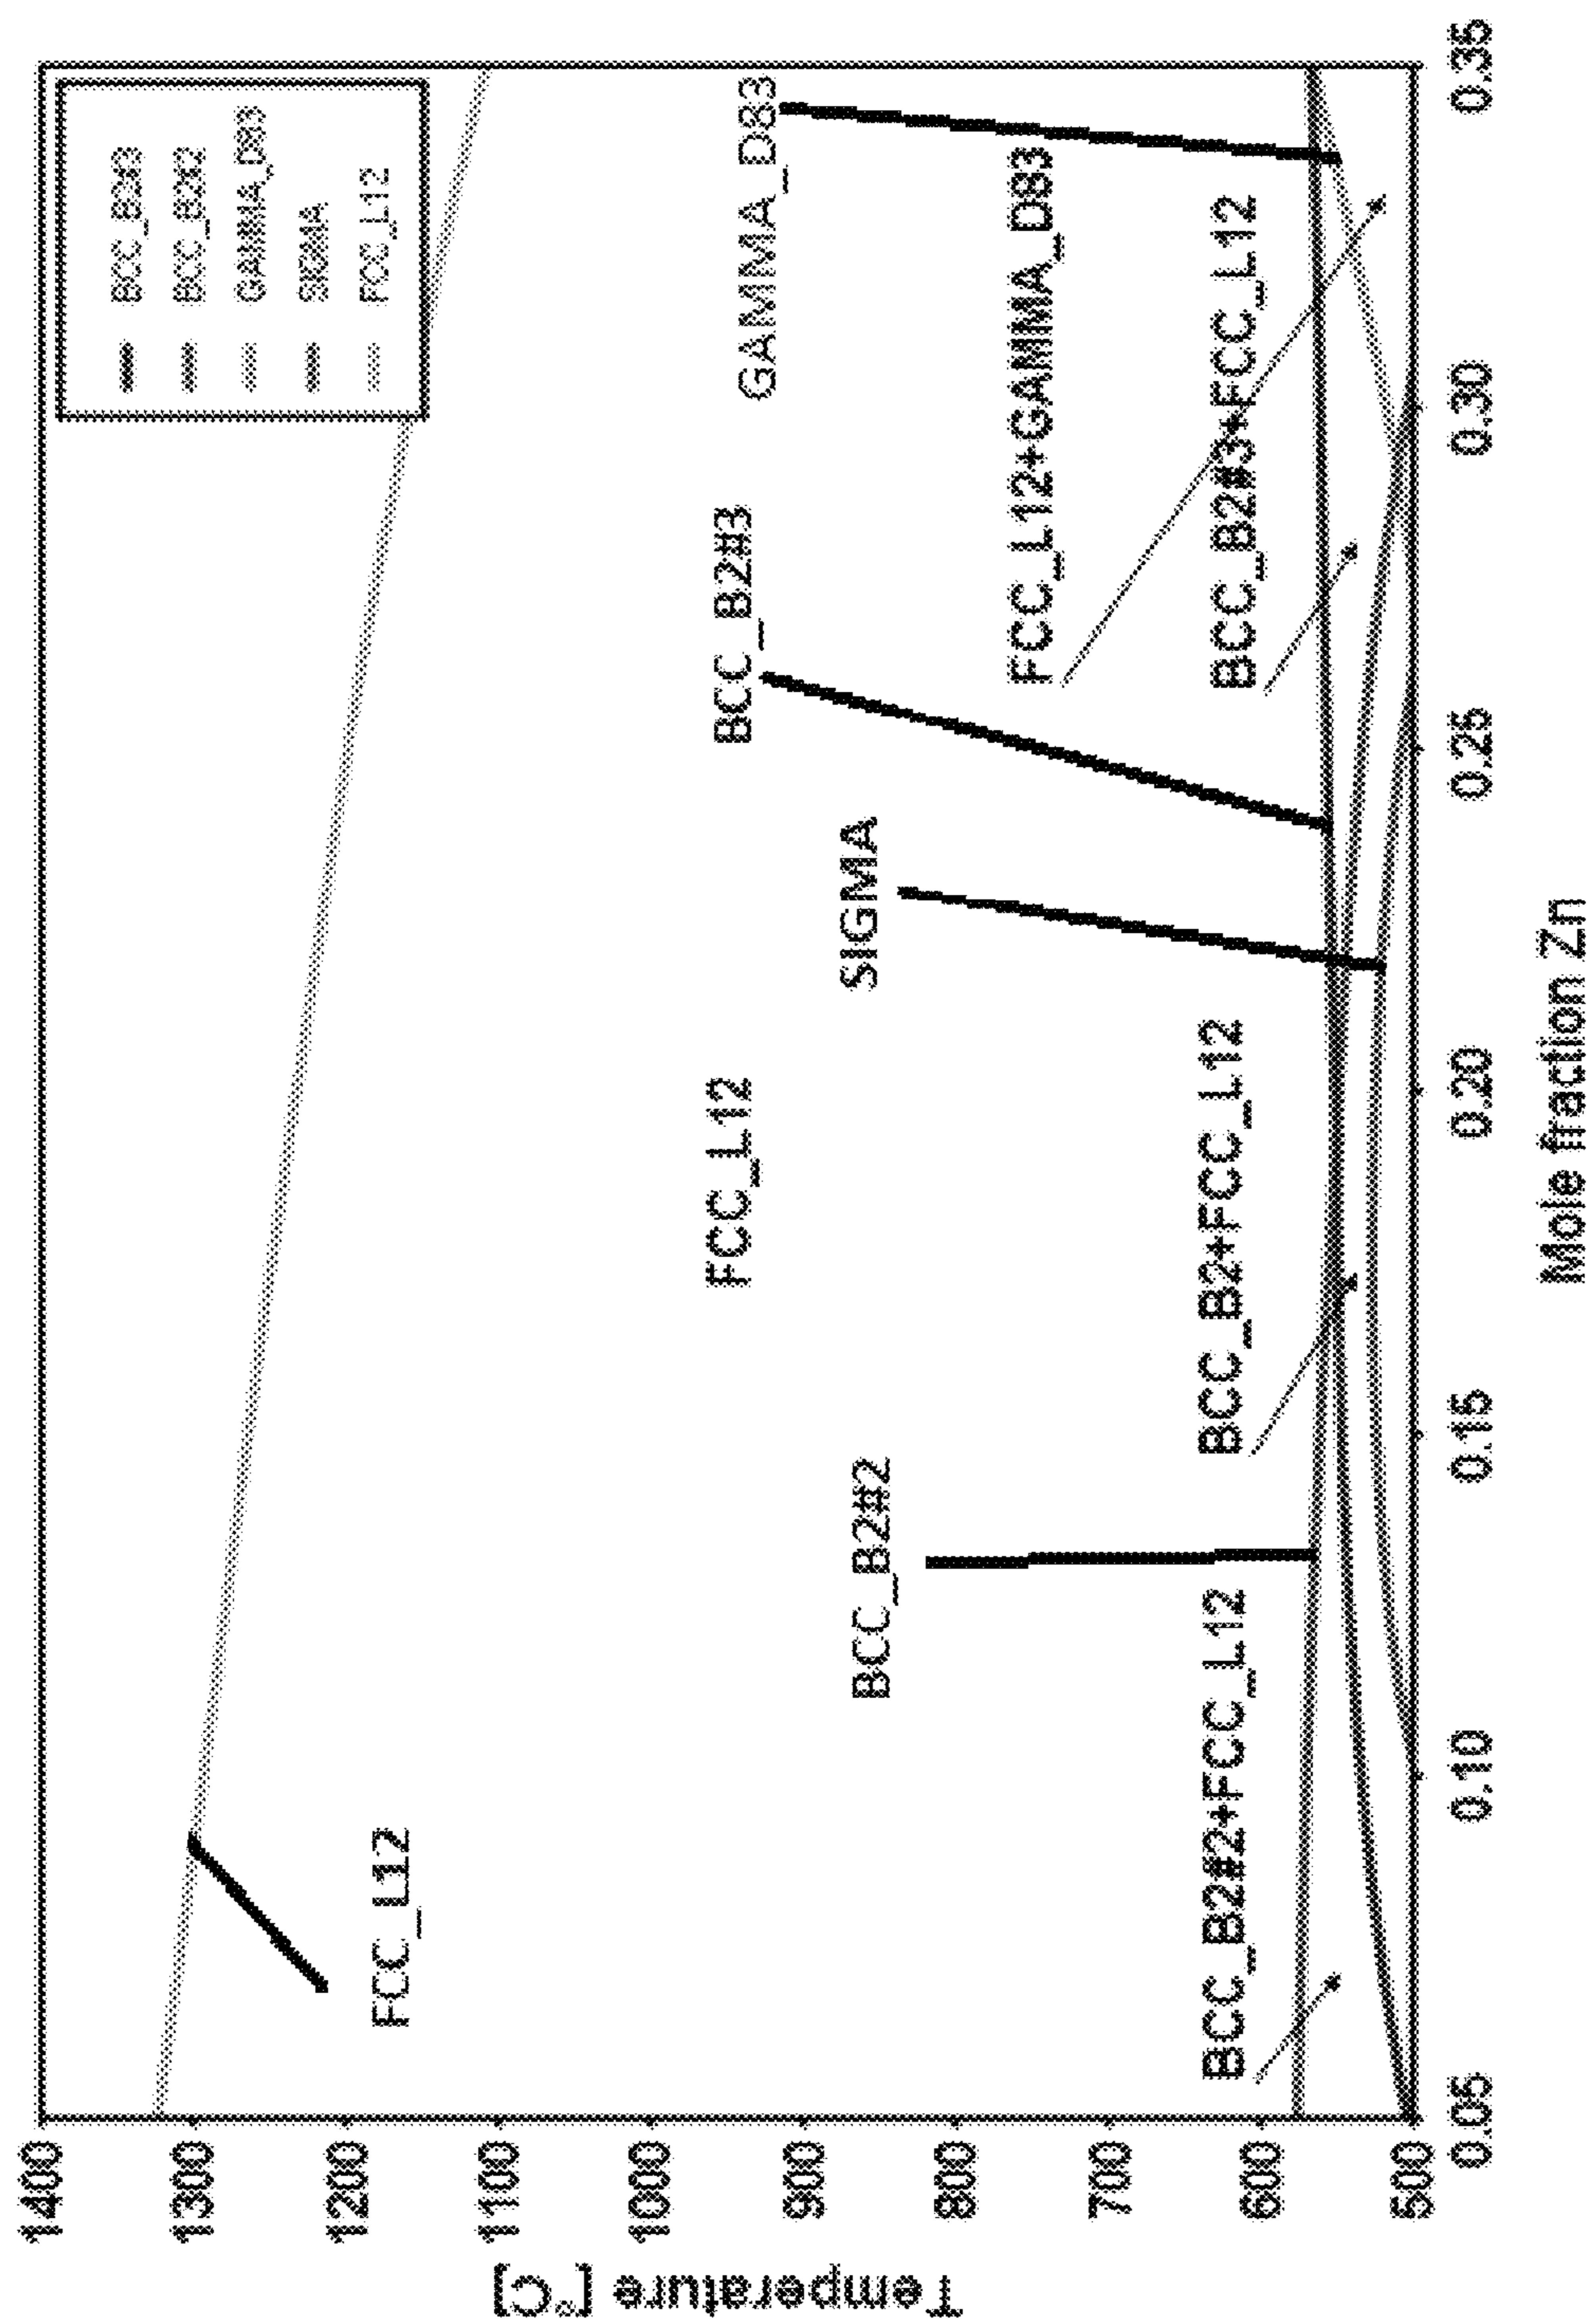 1400
1300
1200
1100
1000
900
800
700
600
500
Temperature [°C]
BCC_B2#3
BCC_B2#2
GAMMA_D83
SIGMA
FCC_L12
FCC_L12
FCC_L12
BCC_B2#3
GAMMA_D83
SIGMA
BCC_B2#2
FCC_L12+GAMMA_D83
BCC_B2#2+FCC_L12
BCC_B2+FCC_L12
BCC_B2#3+FCC_L12
0.05
0.10
0.15
0.20
0.25
0.30
0.35
Mole fraction Zn